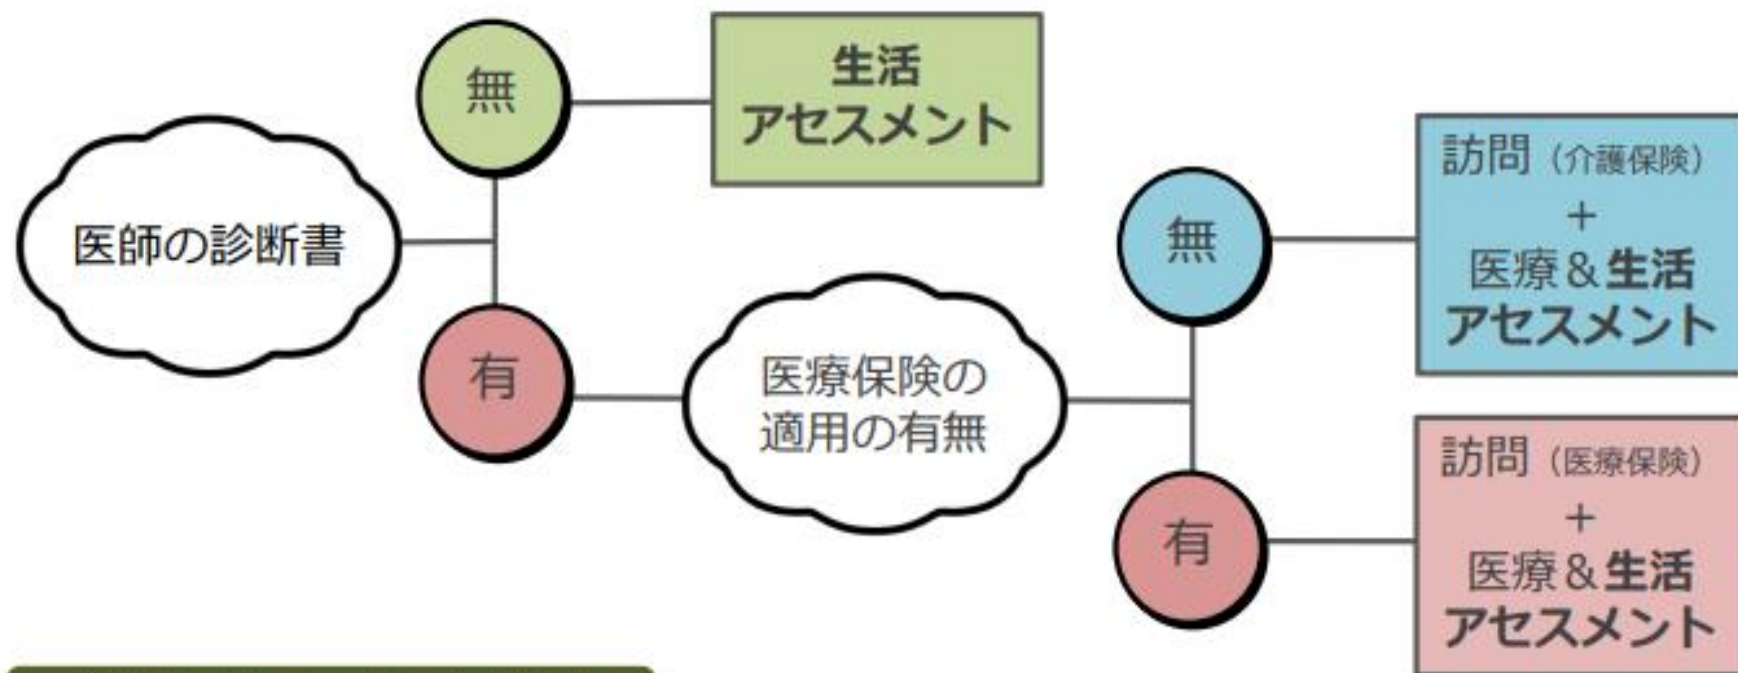 無
生活
アセスメント
医師の診断書
有
医療保険の
適用の有無
無
訪問（介護保険）
＋
医療＆生活
アセスメント
有
訪問（医療保険）
＋
医療＆生活
アセスメント